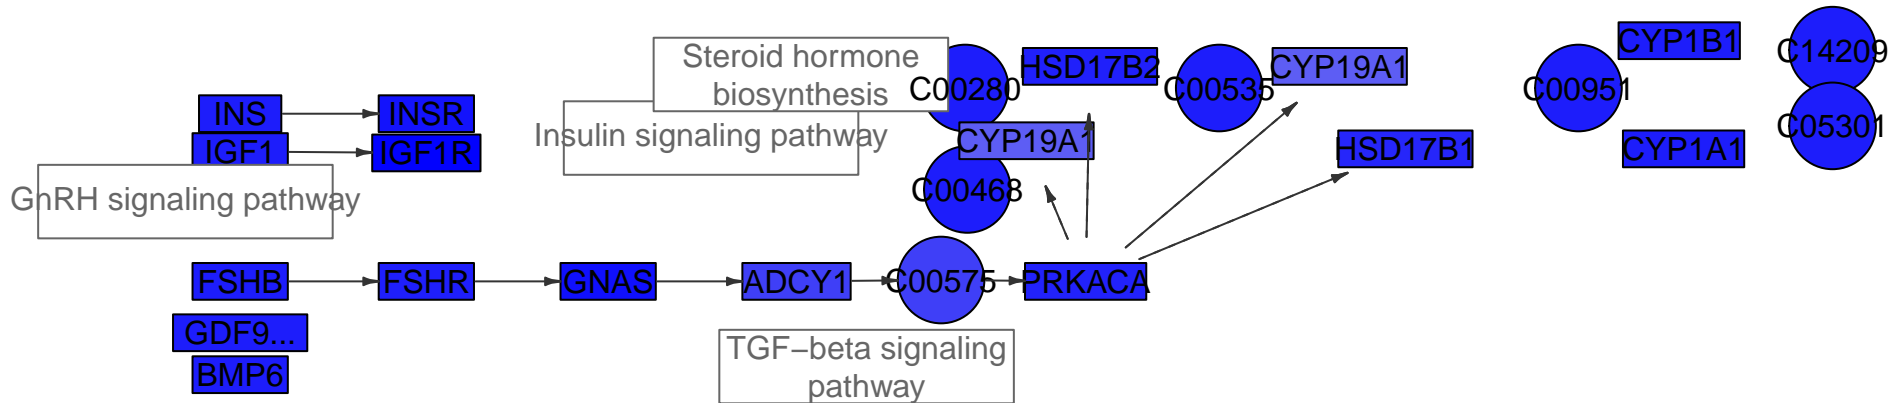 CYP1B1
Steroid hormone
biosynthesis
HSD17B2
CYP19A1
C14209
C00280
C00535
C00951
INS
INSR
C05301
Insulin signaling pathway
CYP19A1
HSD17B1
CYP1A1
IGF1
IGF1R
GnRH signaling pathway
C00468
FSHB
FSHR
GNAS
ADCY1
C00575
PRKACA
GDF9...
TGF−beta signaling
pathway
BMP6